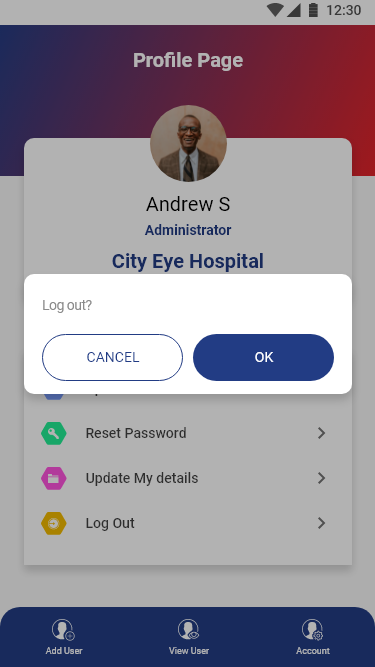 12:30
Profile Page
Andrew S
Administrator
City Eye Hospital
Log out?
CANCEL
OK
Reset Password
Update My details
Log Out
Add User
View User
Account